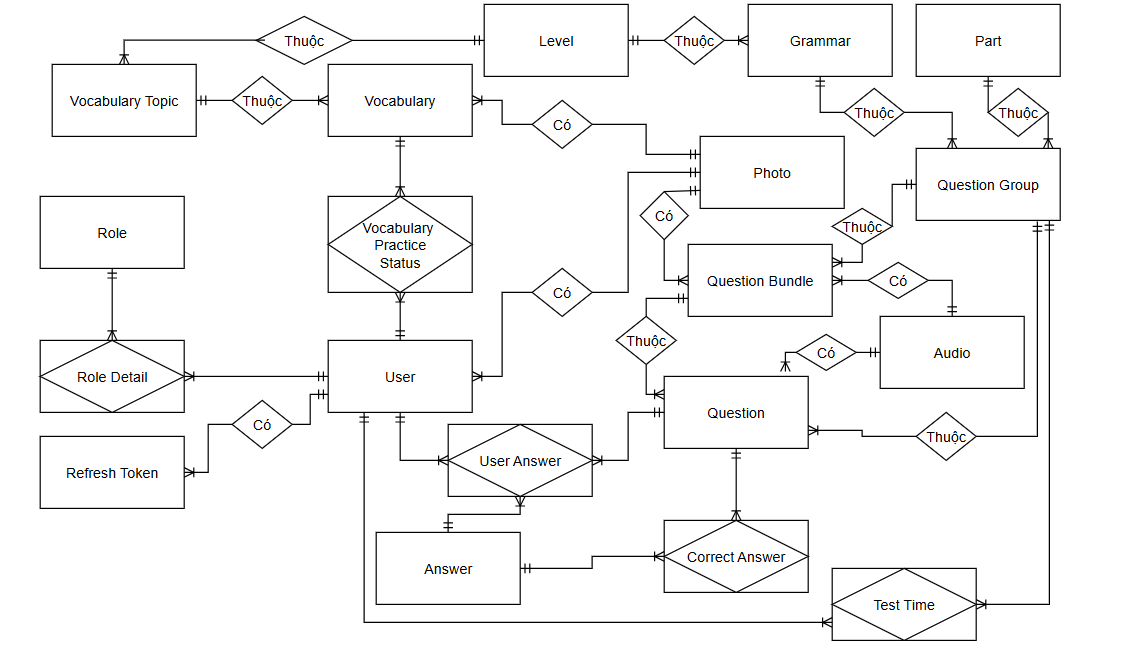 Thuộc
Level
Thuộc
Grammar
Part
Vocabulary Topic
Thuộc
Vocabulary
Có
Thuộc
Thuộc
Photo
Question Group
Có
Thuộc
Role
Vocabulary
Practice
Status
Có
Question Bundle
Có
Thuộc
Có
Audio
Role Detail
User
Question
Có
Thuộc
Refresh Token
User Answer
Answer
Correct Answer
Test Time